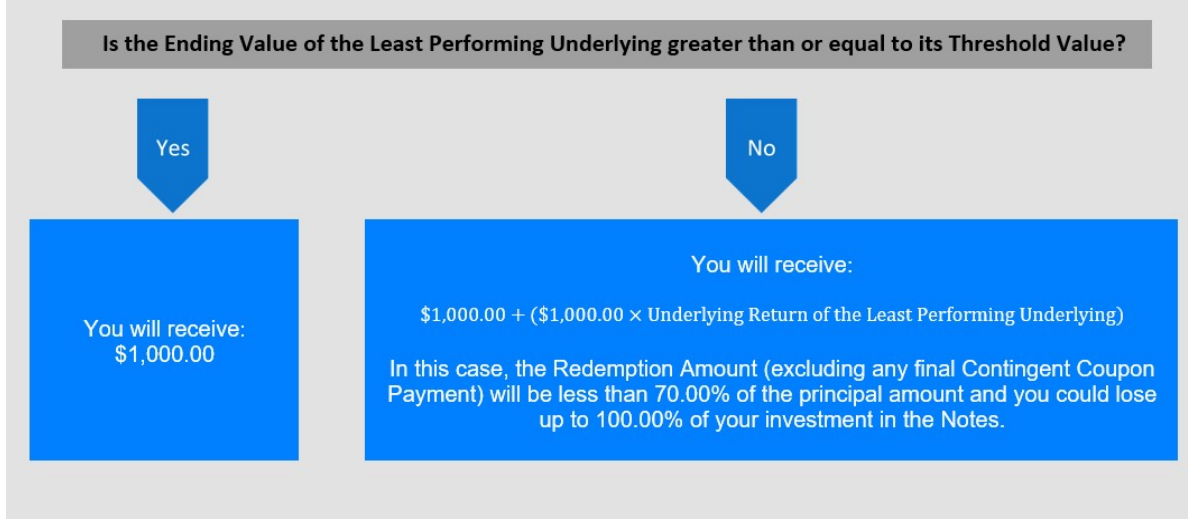 Is the Ending Value of the Least Performing Underlying greater than or equal to its Threshold Value?
Yes
No
You will receive:
$1,000.00
You will receive:
$1,000.00 + ($1,000.00 × Underlying Return of the Least Performing Underlying)
In this case, the Redemption Amount (excluding any final Contingent Coupon
Payment) will be less than 70.00% of the principal amount and you could lose
up to 100.00% of your investment in the Notes.